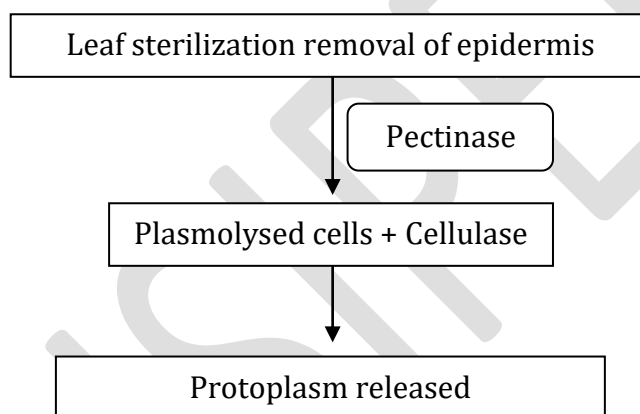 Leaf sterilization removal of epidermis
Pectinase
Plasmolysed cells + Cellulase
Protoplasm released